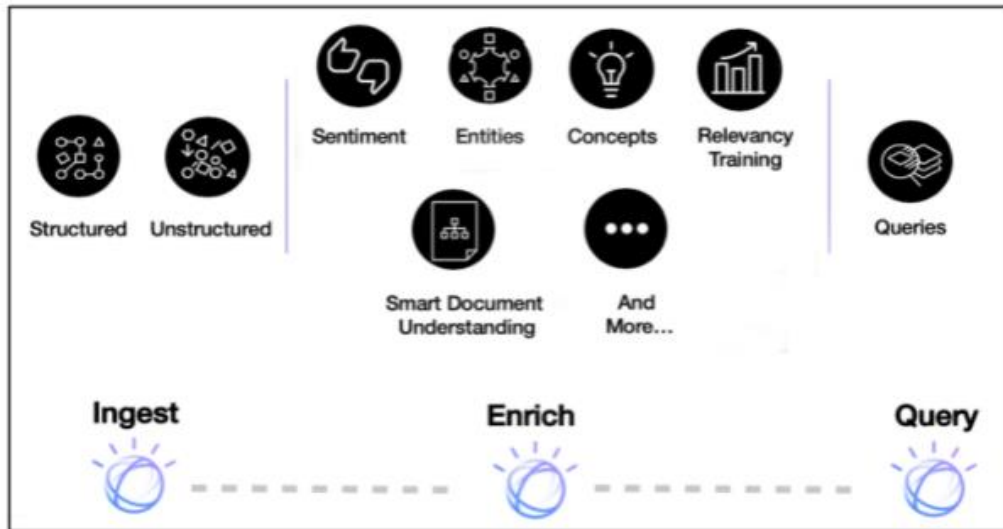 Sentiment
Entities
Concepts
Relevancy
Training
Structured
Unstructured
Queries
Smart Document
Understanding
And
More...
Ingest
Enrich
Query